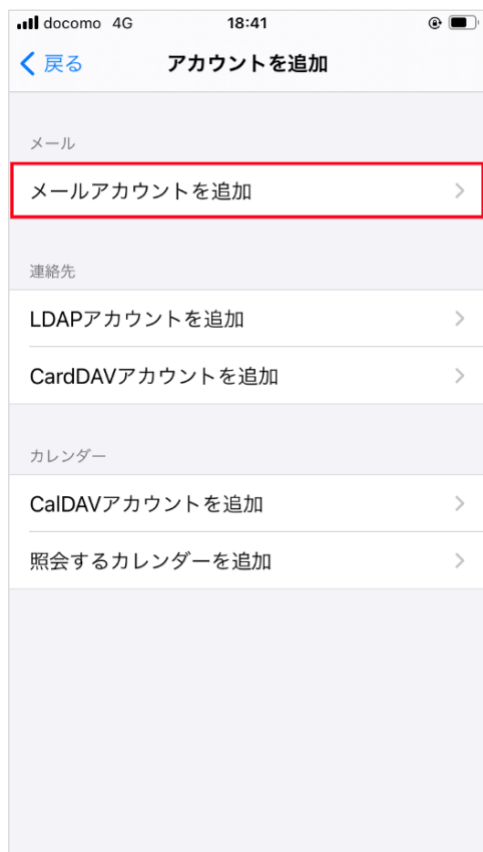 docomo 4G 18:41
戻る アカウントを追加
メール
メールアカウントを追加
連絡先
LDAPアカウントを追加
CardDAVアカウントを追加
カレンダー
CalDAVアカウントを追加
照会するカレンダーを追加